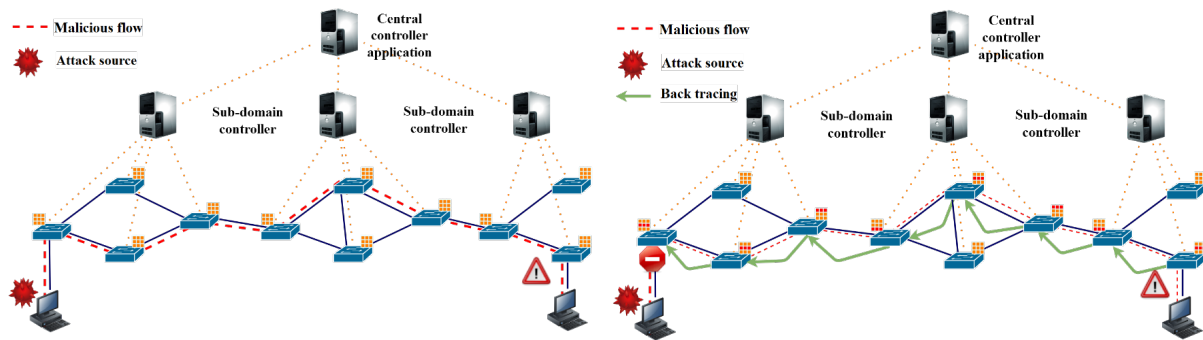 Malicious flow
Attack source
Central
controller
application
Sub-domain
controller
Sub-domain
controller
Malicious flow
Attack source
Back tracing
Central
controller
application
Sub-domain
controller
Sub-domain
controller